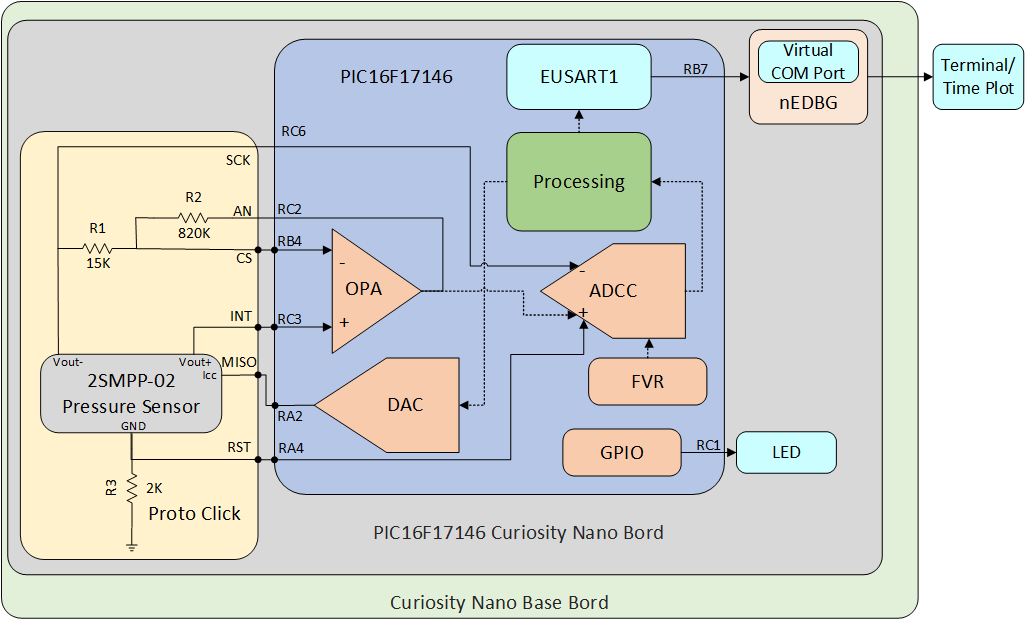 PIC16F17146
EUSART1
RB7
Virtual
COM Port
nEDBG
Terminal/
Time Plot
RC6
SCK
Processing
R2
820K
AN
RC2
R1
15K
RB4
CS
-
OPA
+
-
ADCC
+
INT
RC3
Vout-
Vout+
Icc
MISO
2SMPP-02
Pressure Sensor
GND
RA2
DAC
FVR
RST
RA4
GPIO
RC1
LED
R3
2K
Proto Click
PIC16F17146 Curiosity Nano Bord
Curiosity Nano Base Bord